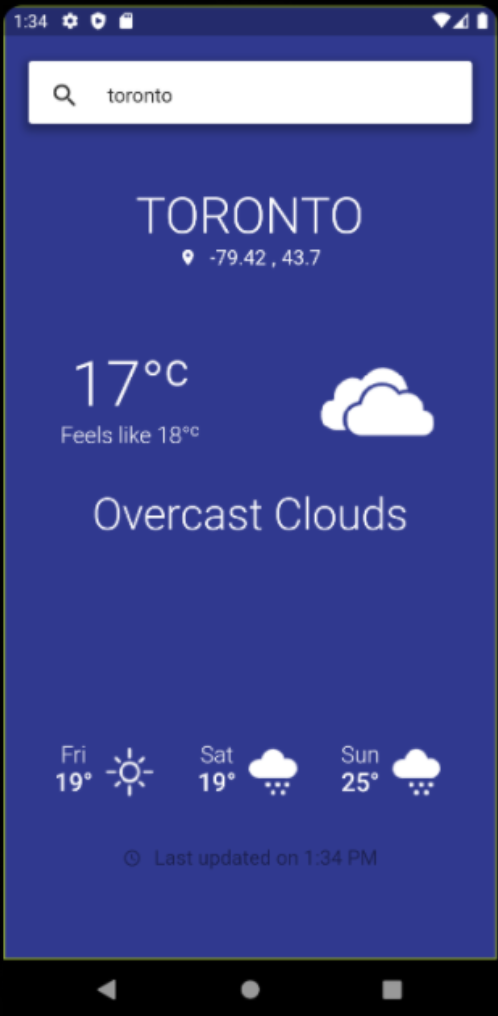 1:34
toronto
TORONTO
-79.42 , 43.7
17°c
Feels like 18°c
Overcast Clouds
Fri Sat Sun
19° 19° 25°
Last updated on 1:34 PM